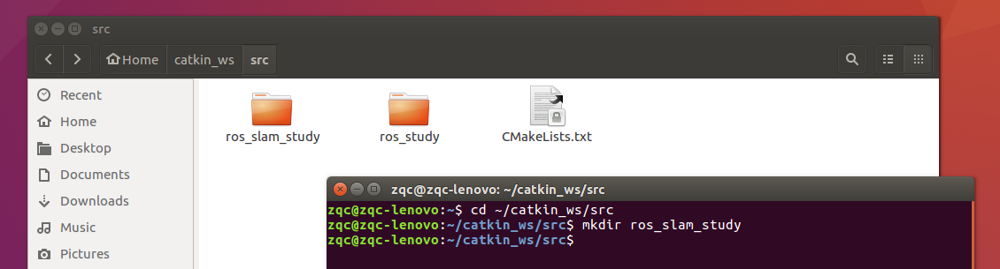 src
Home catkin_ws src
Recent
Home
Desktop
Documents
Downloads
Music
Pictures
ros_slam_study ros_study CMakeLists.txt
zqc@zqc-lenovo: ~/catkin_ws/src
zqc@zqc-lenovo:~$ cd ~/catkin_ws/src
zqc@zqc-lenovo:~/catkin_ws/src$ mkdir ros_slam_study
zqc@zqc-lenovo:~/catkin_ws/src$